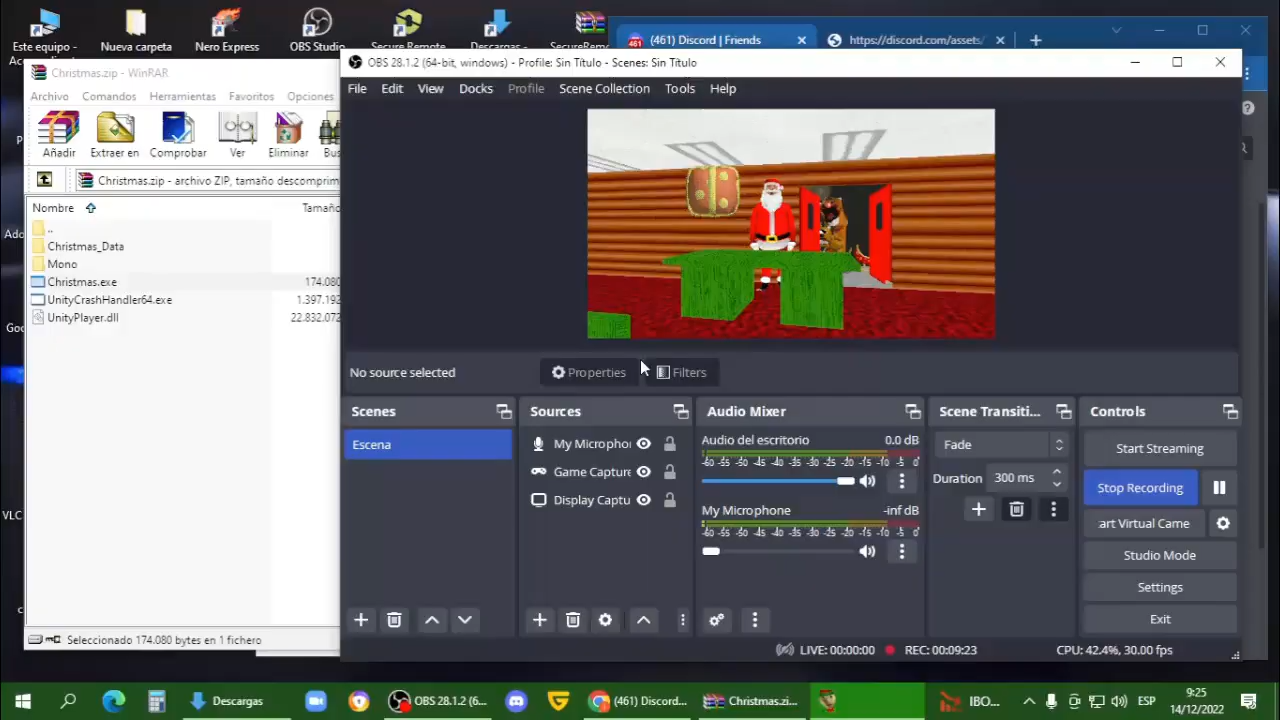 Este equipo -
Nueva carpeta
Nero Express
OBS Studio
Secure Remote
Descargas -
(461) Discord | Friends
https://discord.com/assets/
Christmas.zip - WinRAR
Archivo Comandos Herramientas Favoritos Opciones
Añadir Extraer en Comprobar Ver Eliminar Bus
Christmas.zip - archivo ZIP, tamaño descomprim
Nombre Tamaño
..
Christmas_Data
Mono
Christmas.exe 174.080
UnityCrashHandler64.exe 1.397.192
UnityPlayer.dll 22.832.072
Seleccionado 174.080 bytes en 1 fichero
OBS 28.1.2 (64-bit, windows) - Profile: Sin Título - Scenes: Sin Título
File Edit View Docks Profile Scene Collection Tools Help
No source selected Properties Filters
Scenes Sources Audio Mixer Scene Transiti... Controls
Escena
My Micropho
Game Capture
Display Captu
Audio del escritorio 0.0 dB
-60 -55 -50 -45 -40 -35 -30 -25 -20 -15 -10 -5 0
My Microphone -inf dB
-60 -55 -50 -45 -40 -35 -30 -25 -20 -15 -10 -5 0
Fade
Duration 300 ms
Start Streaming
Stop Recording
art Virtual Came
Studio Mode
Settings
Exit
LIVE: 00:00:00 REC: 00:09:23 CPU: 42.4%, 30.00 fps
VLC
Descargas
OBS 28.1.2 (6...
(461) Discord...
Christmas.zi...
IBO...
ESP
9:25
14/12/2022